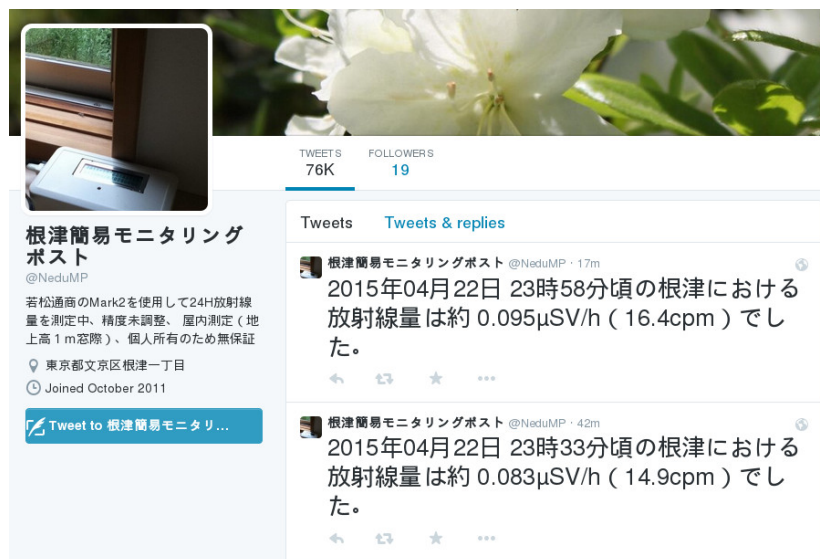 TWEETS
76K
FOLLOWERS
19
根津簡易モニタリング
ポスト
@NeduMP
若松通商のMark2を使用して24H放射線
量を測定中、精度未調整、 屋内測定（地
上高１ｍ窓際）、個人所有のため無保証
東京都文京区根津一丁目
Joined October 2011
Tweet to 根津簡易モニタリ...
Tweets
Tweets & replies
根津簡易モニタリングポスト @NeduMP · 17m
2015年04月22日 23時58分頃の根津における
放射線量は約 0.095μSV/h（16.4cpm）でし
た。
根津簡易モニタリングポスト @NeduMP · 42m
2015年04月22日 23時33分頃の根津における
放射線量は約 0.083μSV/h（14.9cpm）でし
た。